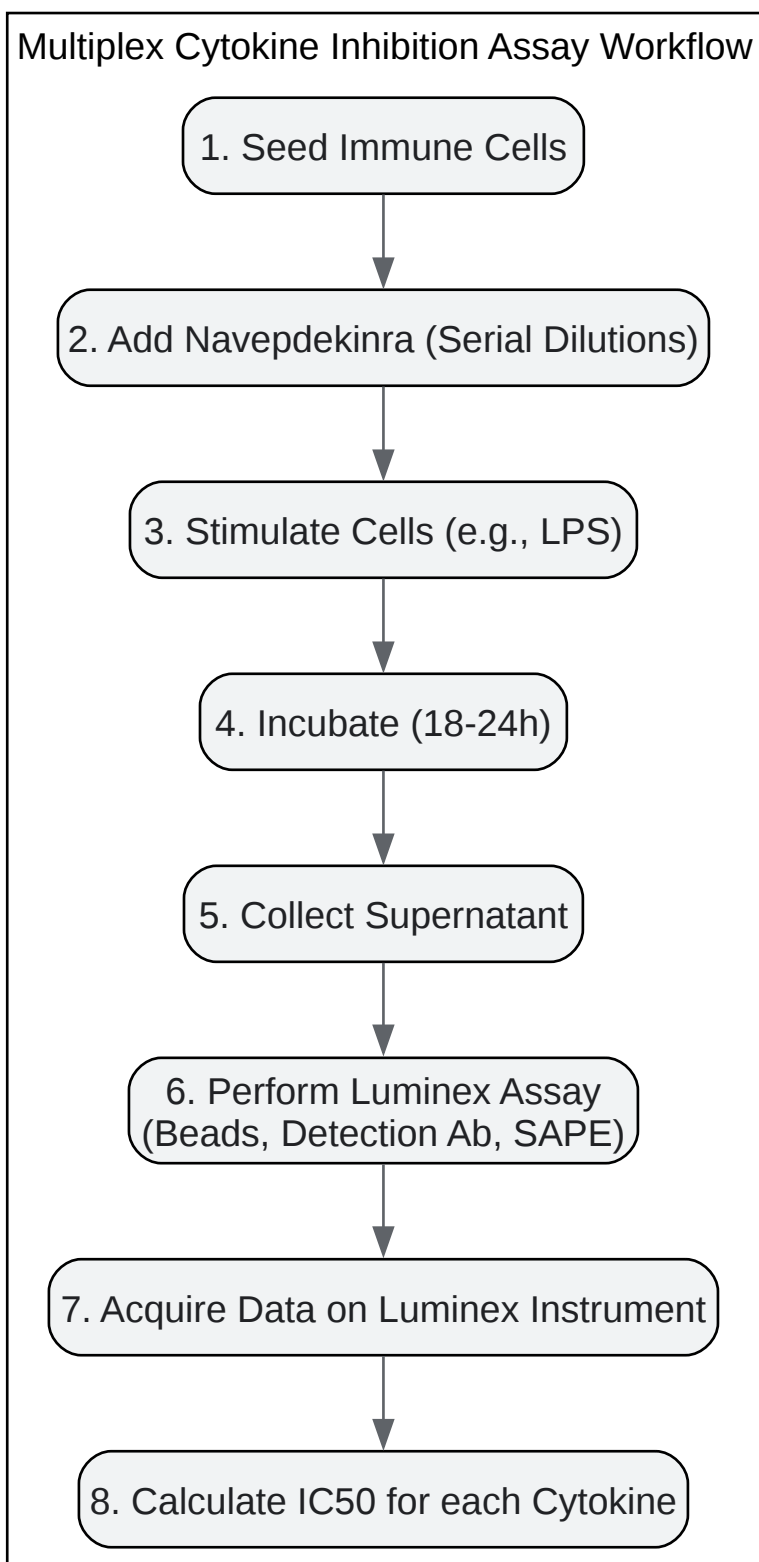 Multiplex Cytokine Inhibition Assay Workflow
1. Seed Immune Cells
2. Add Navepdekinra (Serial Dilutions)
3. Stimulate Cells (e.g., LPS)
4. Incubate (18-24h)
5. Collect Supernatant
6. Perform Luminex Assay
(Beads, Detection Ab, SAPE)
7. Acquire Data on Luminex Instrument
8. Calculate IC50 for each Cytokine